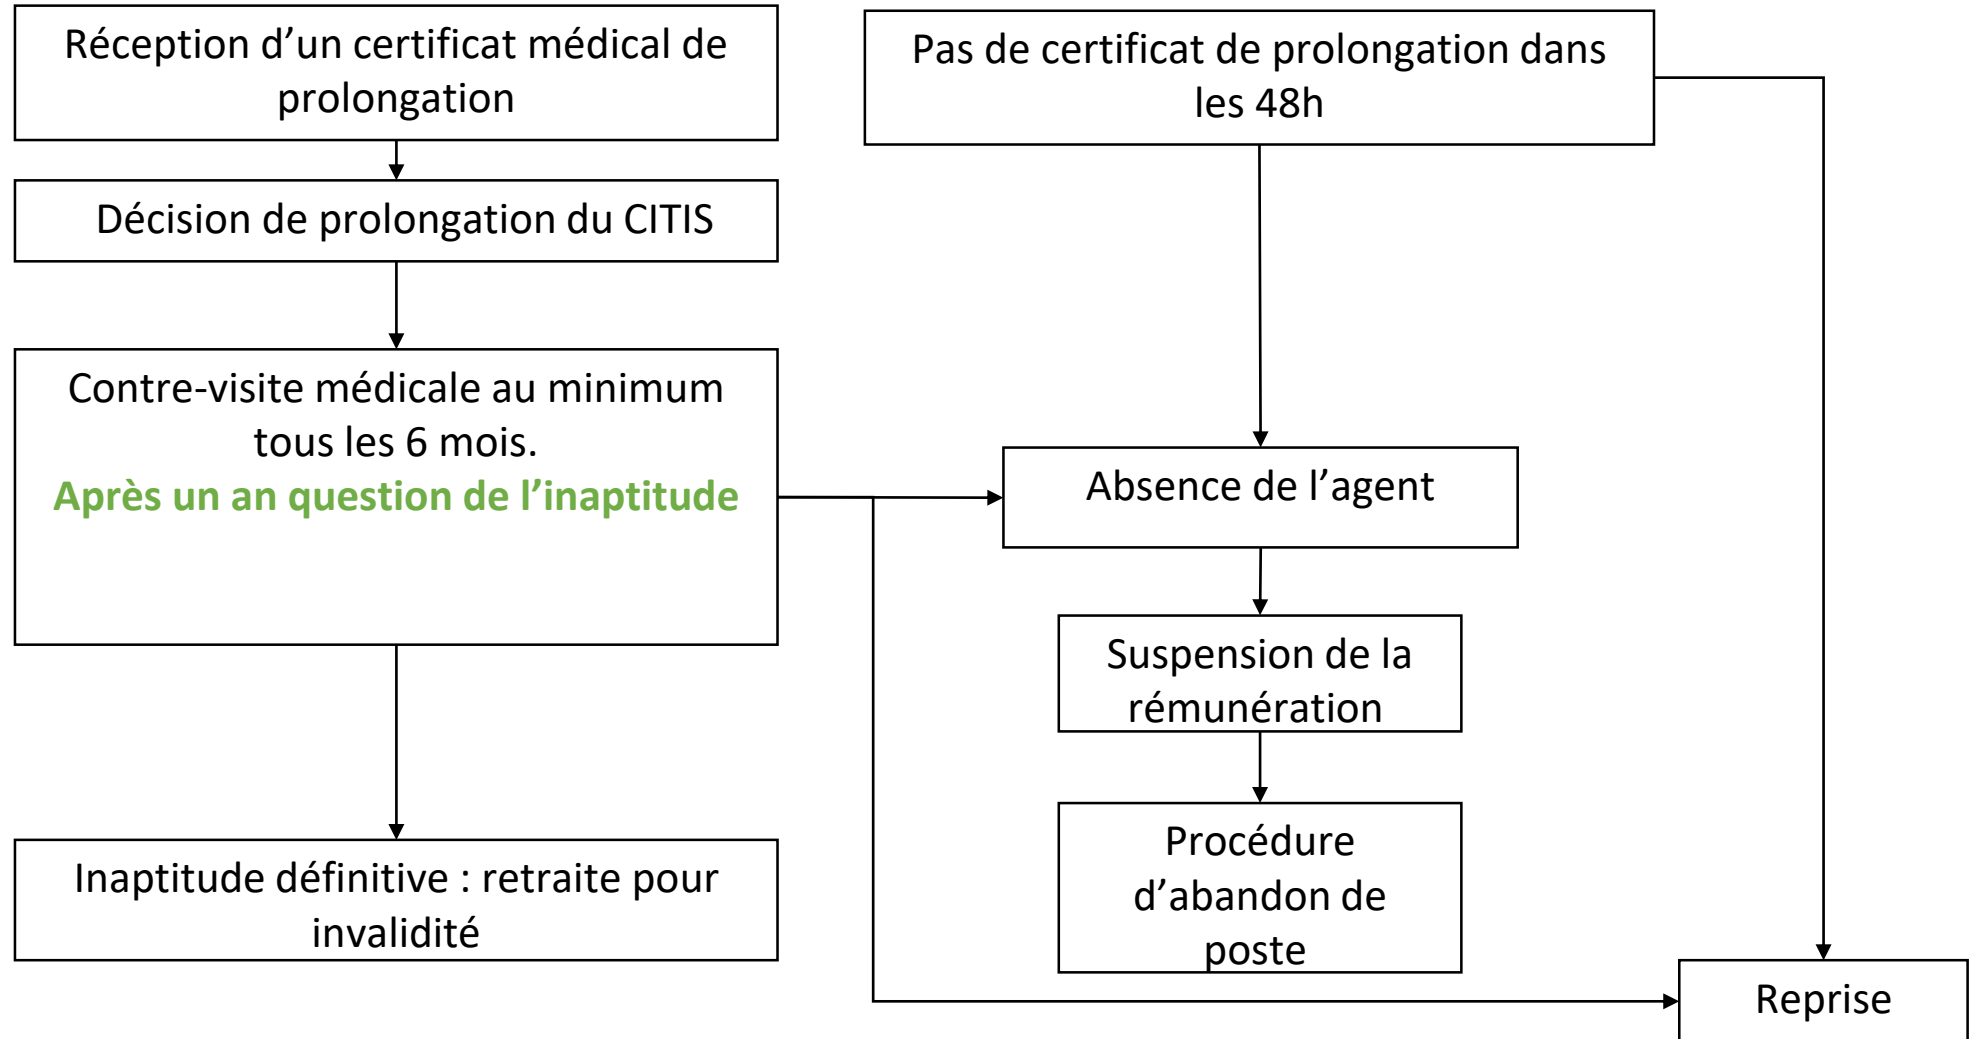 Réception d’un certificat médical de
prolongation
Pas de certificat de prolongation dans
les 48h
Décision de prolongation du CITIS
Contre-visite médicale au minimum
tous les 6 mois.
Après un an question de l’inaptitude
Absence de l’agent
Suspension de la
rémunération
Procédure
d’abandon de
poste
Inaptitude définitive : retraite pour
invalidité
Reprise